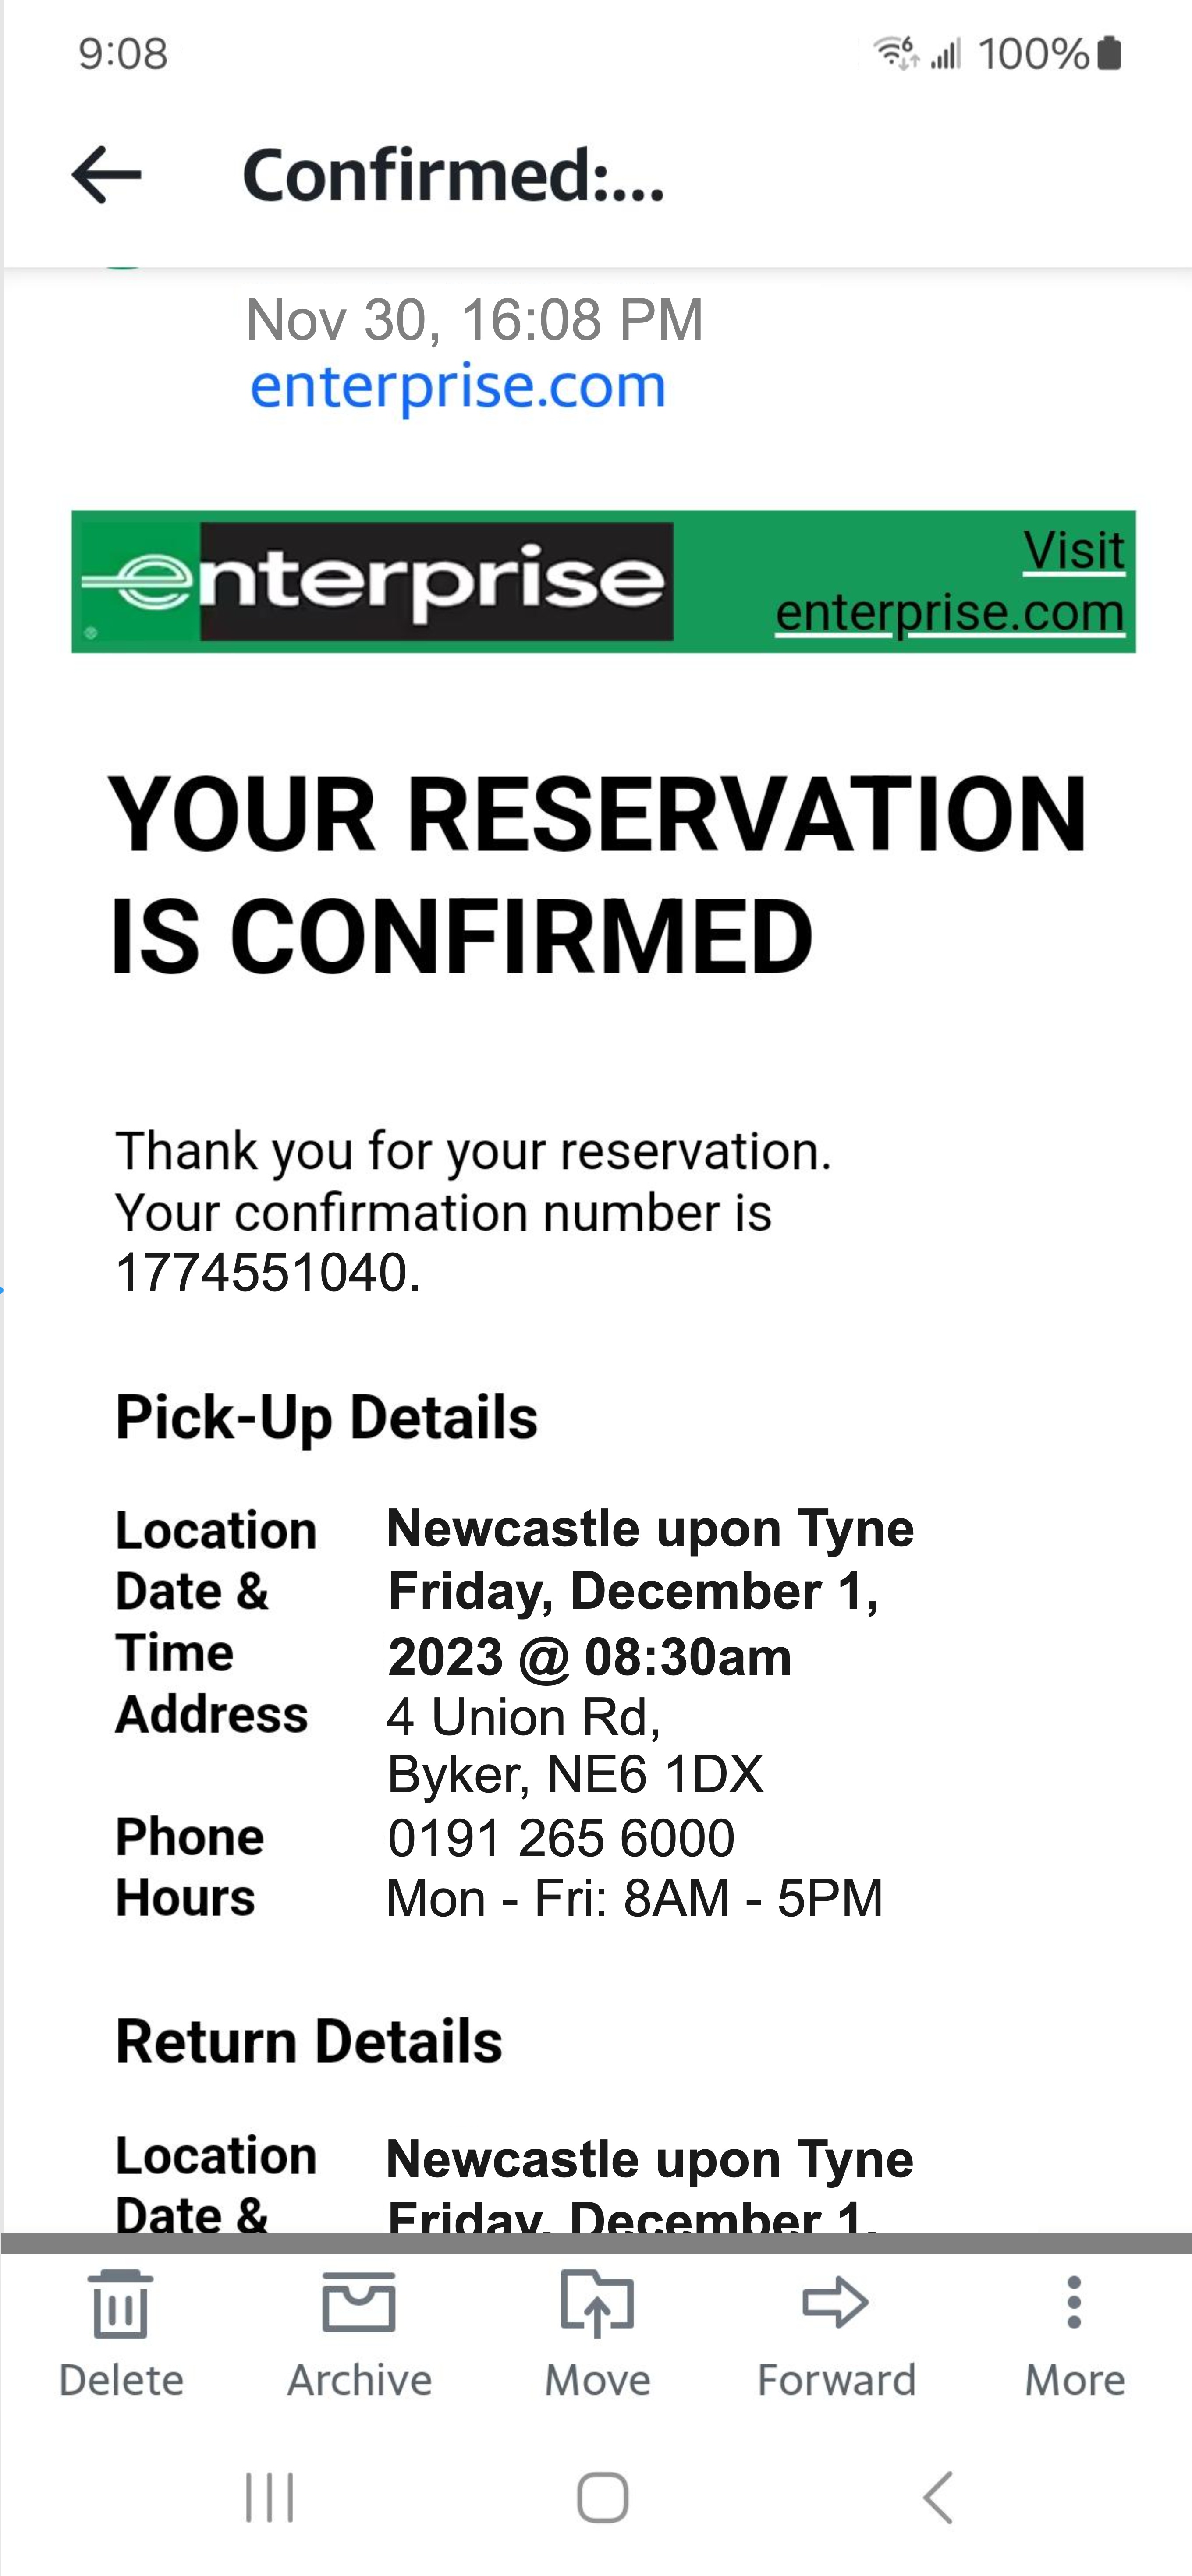 9:08
6 100%
Confirmed:...
Nov 30, 16:08 PM
enterprise.com
enterprise
®
Visit
enterprise.com
YOUR RESERVATION
IS CONFIRMED
Thank you for your reservation.
Your confirmation number is
1774551040.
Pick-Up Details
Location Newcastle upon Tyne
Date & Friday, December 1,
Time 2023 @ 08:30am
Address 4 Union Rd,
Byker, NE6 1DX
Phone 0191 265 6000
Hours Mon - Fri: 8AM - 5PM
Return Details
Location Newcastle upon Tyne
Date & Friday, December 1,
Delete Archive Move Forward More